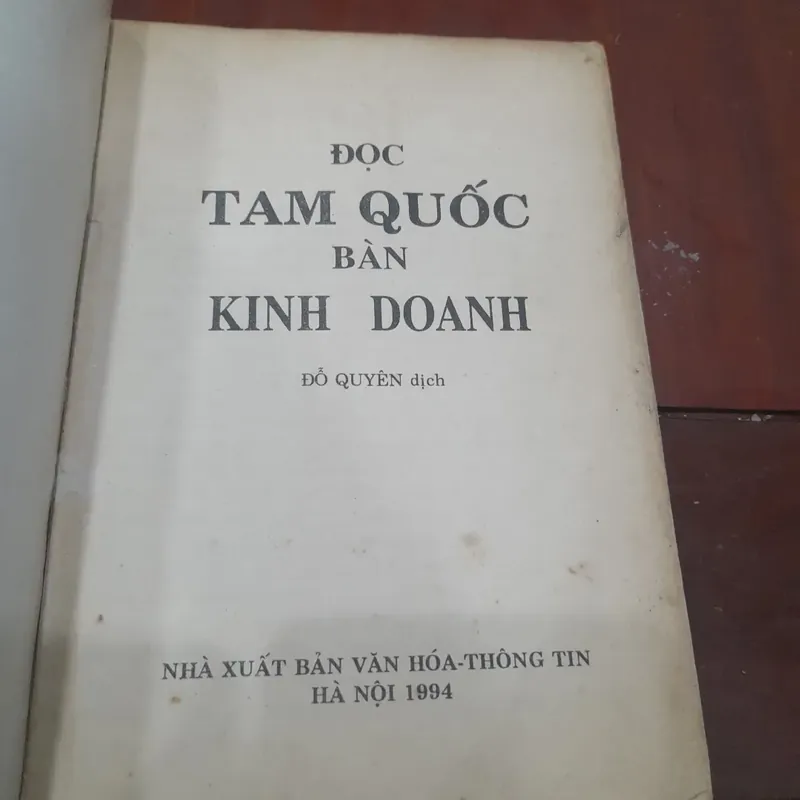 ĐỌC
TAM QUỐC
BÀN
KINH DOANH
ĐỖ QUYÊN dịch
NHÀ XUẤT BẢN VĂN HÓA-THÔNG TIN
HÀ NỘI 1994